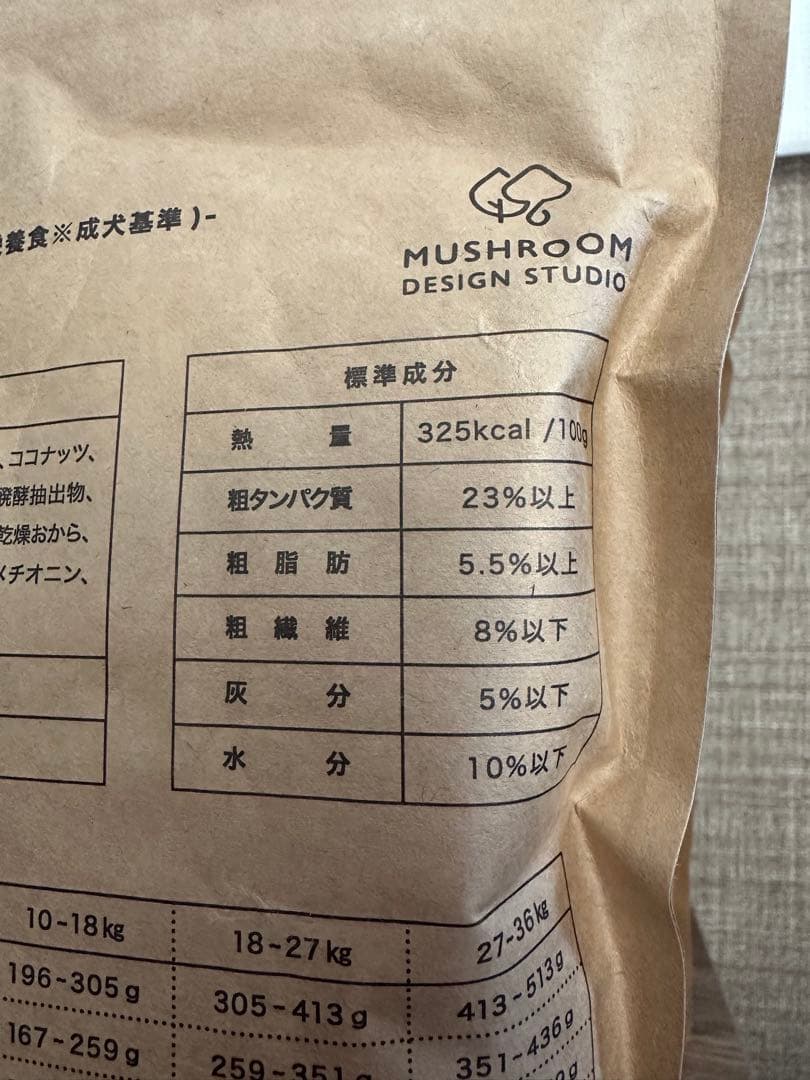 養食※成犬基準)-
MUSHROOM
DESIGN STUDIO
標準成分
熱量 325kcal /100g
粗タンパク質 23%以上
粗脂肪 5.5%以上
粗繊維 8%以下
灰分 5%以下
水分 10%以下
、ココナッツ、
発酵抽出物、
乾燥おから、
メチオニン、
10-18kg 18-27kg 27-36kg
196-305g 305-413g 413-513g
167-259g 259-351g 351-436g